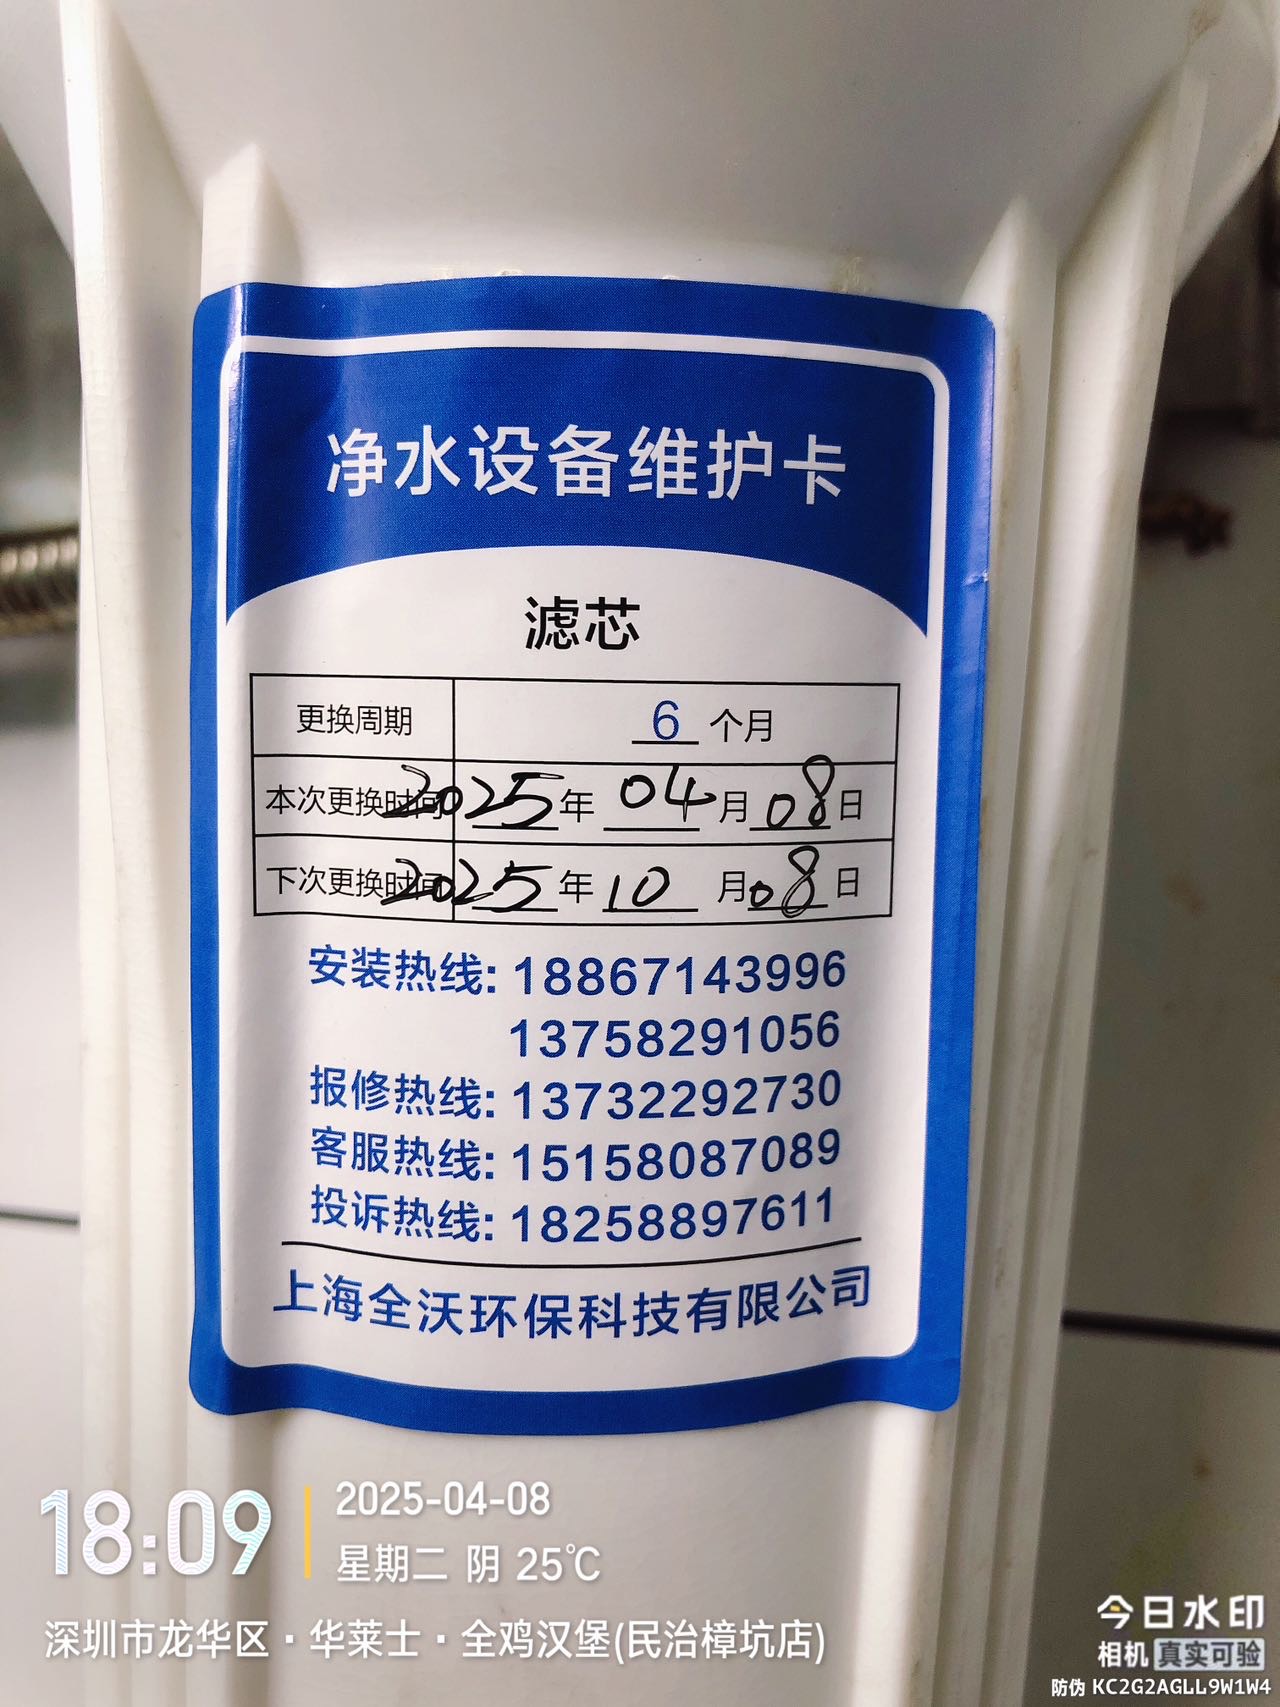 净水设备维护卡
滤芯
更换周期 6 个月
本次更换时间 2025 年 04 月 08 日
下次更换时间 2025 年 10 月 08 日
安装热线: 18867143996
13758291056
报修热线: 13732292730
客服热线: 15158087089
投诉热线: 18258897611
上海全沃环保科技有限公司
18:09
2025-04-08
星期二 阴 25℃
深圳市龙华区·华莱士·全鸡汉堡(民治樟坑店)
今日水印
相机 真实可验
防伪 KC2G2AGLL9W1W4